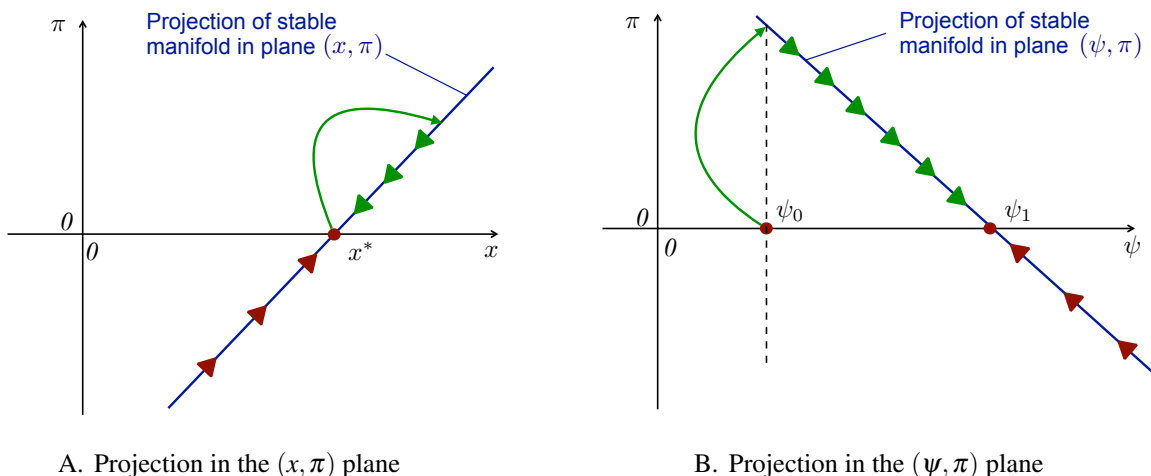 π
Projection of stable
manifold in plane (x, π)
0
0
x*
x
A. Projection in the (x, π) plane
π
Projection of stable
manifold in plane (ψ, π)
0
0
ψ₀
ψ₁
ψ
B. Projection in the (ψ, π) plane